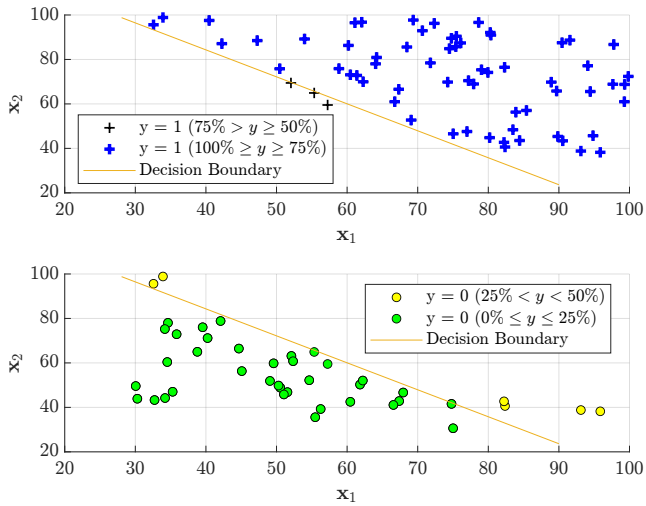 100
80
60
40
20
x₂
y = 1 (75% > y ≥ 50%)
y = 1 (100% ≥ y ≥ 75%)
Decision Boundary
20 30 40 50 60 70 80 90 100
x₁
100
80
60
40
20
x₂
y = 0 (25% < y < 50%)
y = 0 (0% ≤ y ≤ 25%)
Decision Boundary
20 30 40 50 60 70 80 90 100
x₁